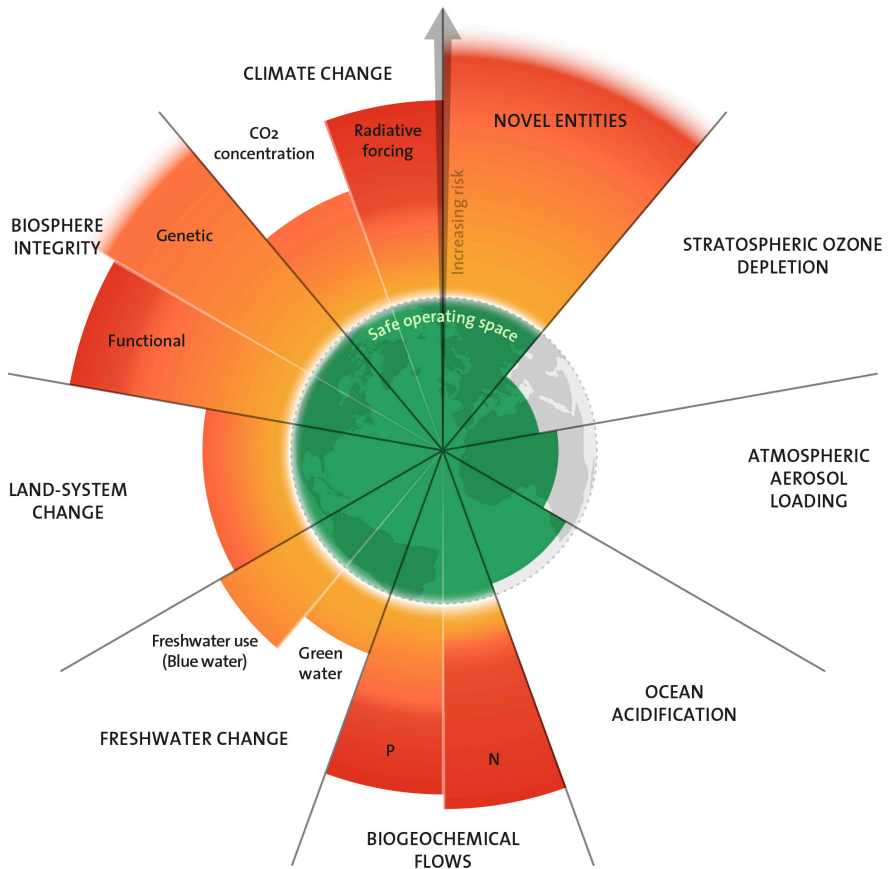 CLIMATE CHANGE
CO2
concentration
Radiative
forcing
NOVEL ENTITIES
Increasing risk
BIOSPHERE
INTEGRITY
Genetic
Functional
STRATOSPHERIC OZONE
DEPLETION
Safe operating space
LAND-SYSTEM
CHANGE
ATMOSPHERIC
AEROSOL
LOADING
Freshwater use
(Blue water)
Green
water
FRESHWATER CHANGE
OCEAN
ACIDIFICATION
P
N
BIOGEOCHEMICAL
FLOWS